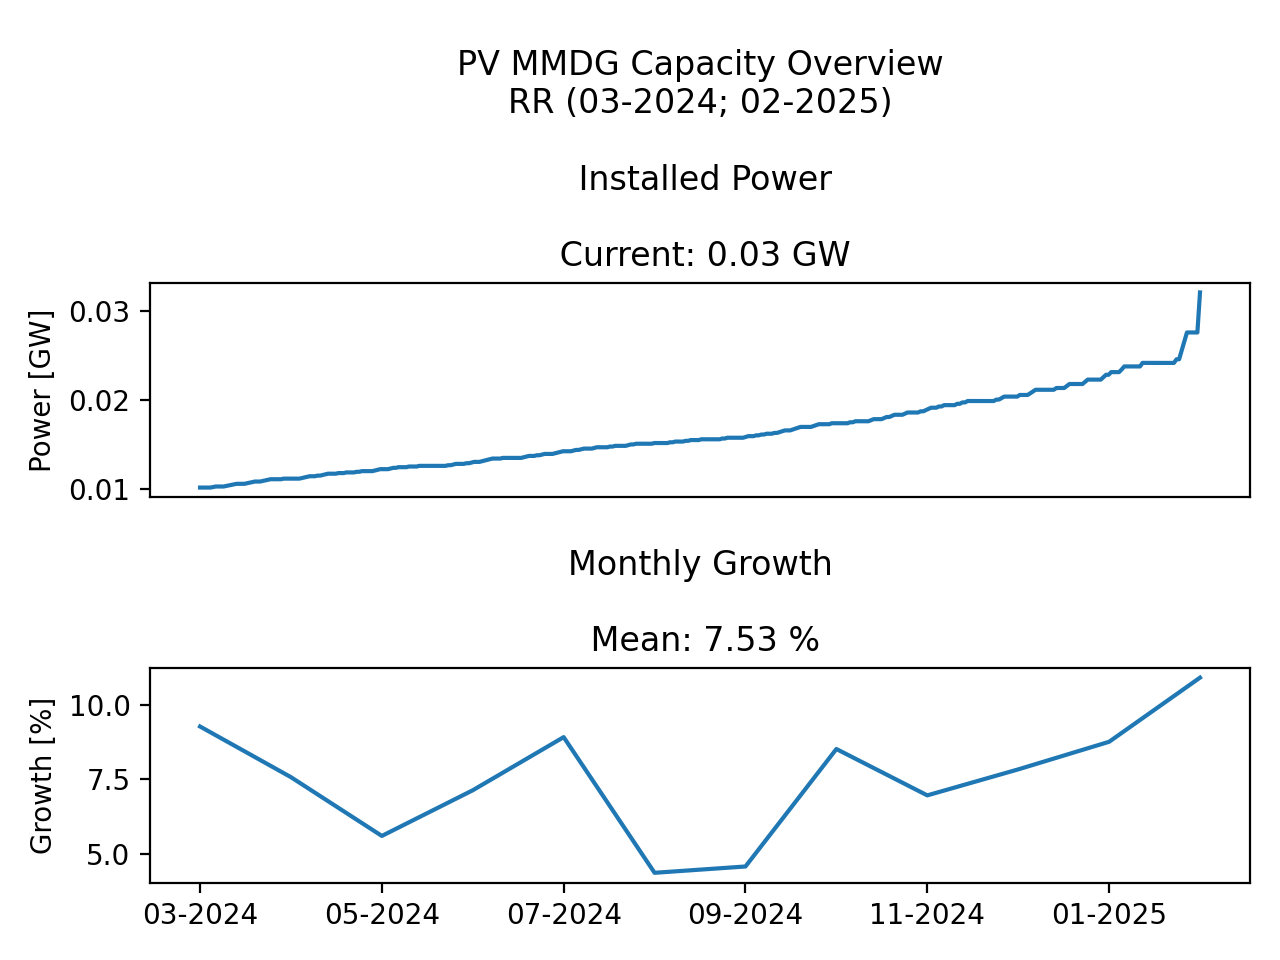 PV MMDG Capacity Overview
RR (03-2024; 02-2025)
Installed Power
Current: 0.03 GW
Power [GW]
0.03
0.02
0.01
Monthly Growth
Mean: 7.53 %
Growth [%]
10.0
7.5
5.0
03-2024 05-2024 07-2024 09-2024 11-2024 01-2025